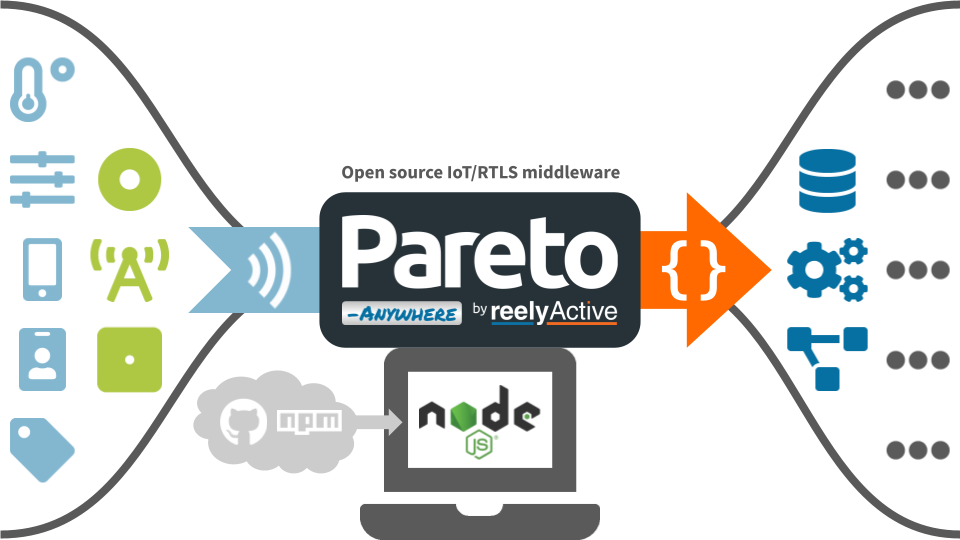 Open source IoT/RTLS middleware
Pareto
-ANYWHERE by reelyActive
{}
npm
node
JS